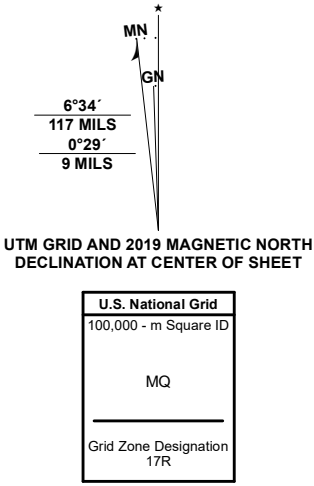 ★
MN
GN
6°34´
117 MILS
0°29´
9 MILS
UTM GRID AND 2019 MAGNETIC NORTH
DECLINATION AT CENTER OF SHEET
U.S. National Grid
100,000 - m Square ID
MQ
Grid Zone Designation
17R